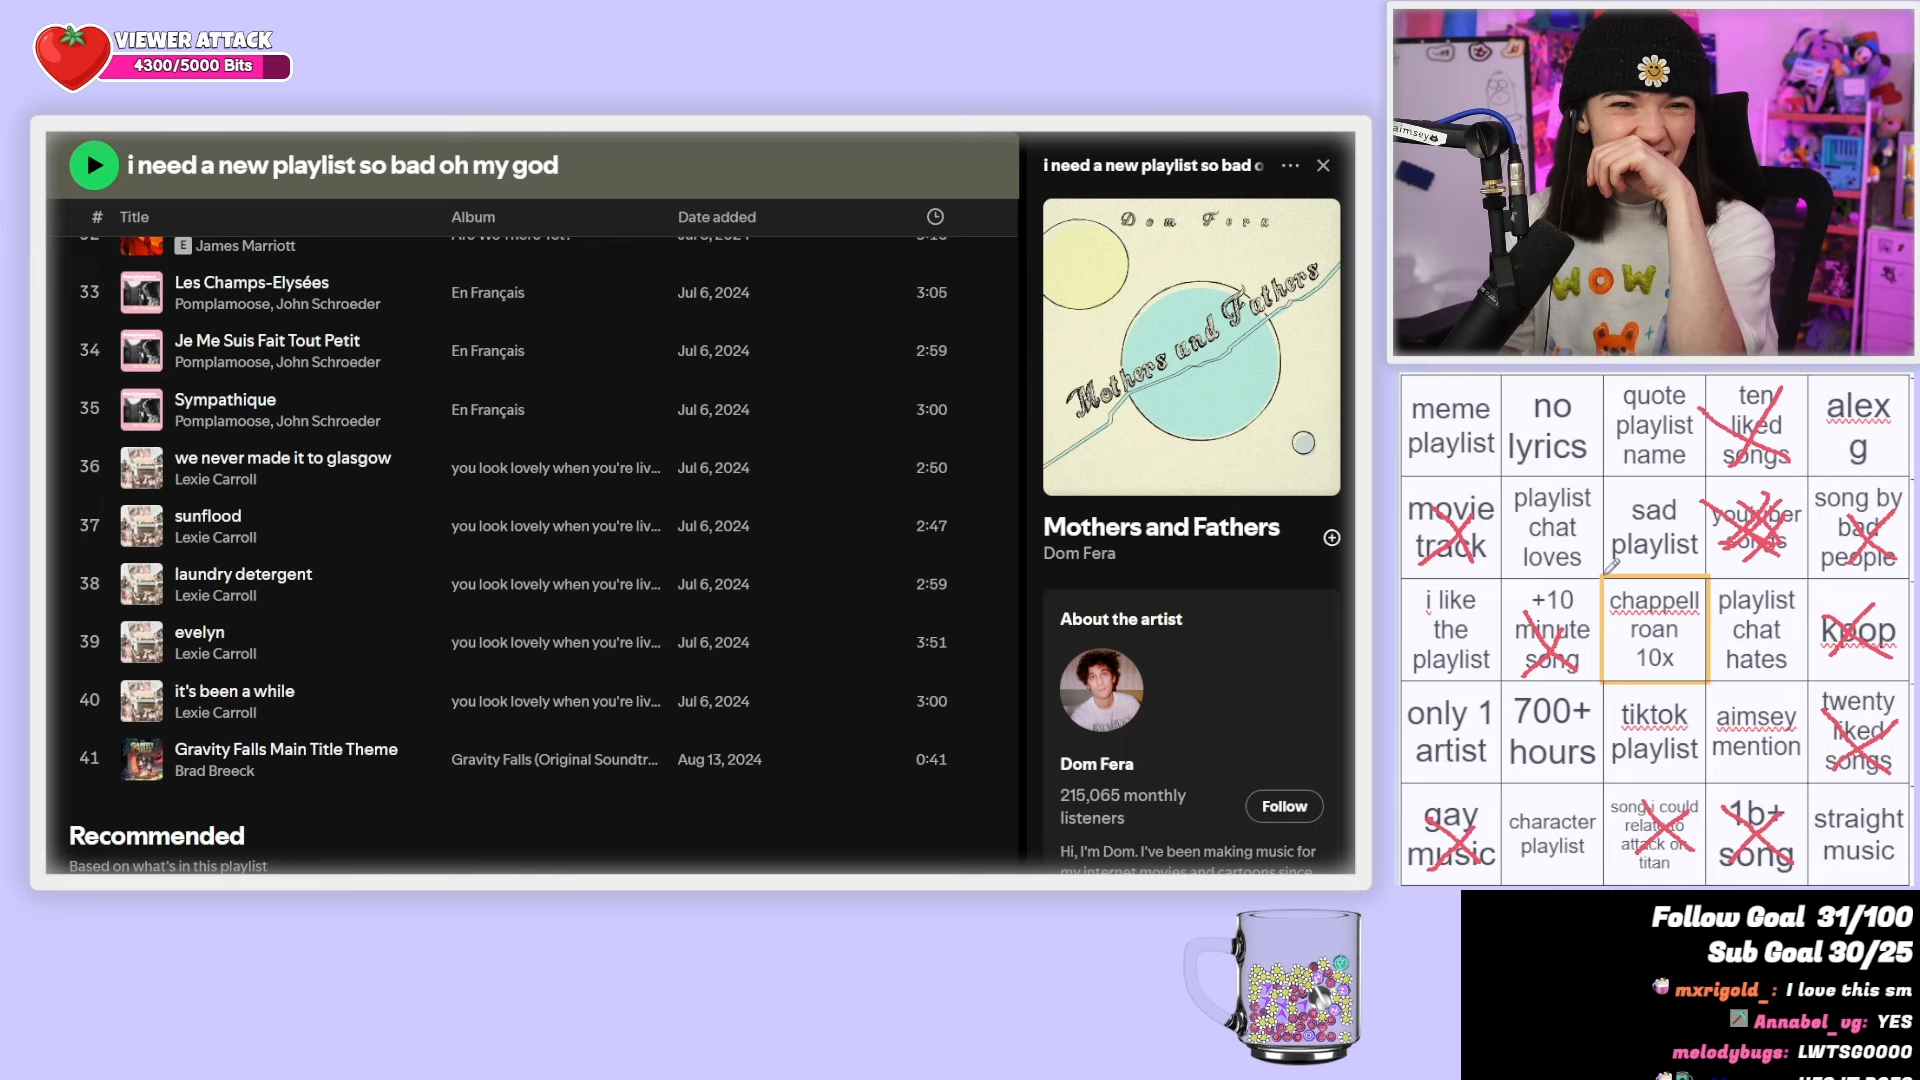 VIEWER ATTACK
4300/5000 Bits
i need a new playlist so bad oh my god
# Title Album Date added
E James Marriott
33 Les Champs-Elysées En Français Jul 6, 2024 3:05
Pomplamoose, John Schroeder
34 Je Me Suis Fait Tout Petit En Français Jul 6, 2024 2:59
Pomplamoose, John Schroeder
35 Sympathique En Français Jul 6, 2024 3:00
Pomplamoose, John Schroeder
36 we never made it to glasgow you look lovely when you're liv... Jul 6, 2024 2:50
Lexie Carroll
37 sunflood you look lovely when you're liv... Jul 6, 2024 2:47
Lexie Carroll
38 laundry detergent you look lovely when you're liv... Jul 6, 2024 2:59
Lexie Carroll
39 evelyn you look lovely when you're liv... Jul 6, 2024 3:51
Lexie Carroll
40 it's been a while you look lovely when you're liv... Jul 6, 2024 3:00
Lexie Carroll
41 Gravity Falls Main Title Theme Gravity Falls (Original Soundtr... Aug 13, 2024 0:41
Brad Breeck
Recommended
Based on what's in this playlist
i need a new playlist so bad o
Dom Fera
Mothers and Fathers
Mothers and Fathers
Dom Fera
About the artist
Dom Fera
215,065 monthly
listeners
Follow
Hi, I'm Dom. I've been making music for
my internet movies and cartoons since
aimsey
WOW
meme
playlist
no
lyrics
quote
playlist
name
ten
liked
songs
alex
g
movie
track
playlist
chat
loves
sad
playlist
youtuber
songs
song by
bad
people
i like
the
playlist
+10
minute
song
chappell
roan
10x
playlist
chat
hates
kpop
only 1
artist
700+
hours
tiktok
playlist
aimsey
mention
twenty
liked
songs
gay
music
character
playlist
song i could
relate to
attack on
titan
1b+
song
straight
music
Follow Goal 31/100
Sub Goal 30/25
mxrigold_: I love this sm
Annabel_vg: YES
melodybugs: LWTSGOOOO